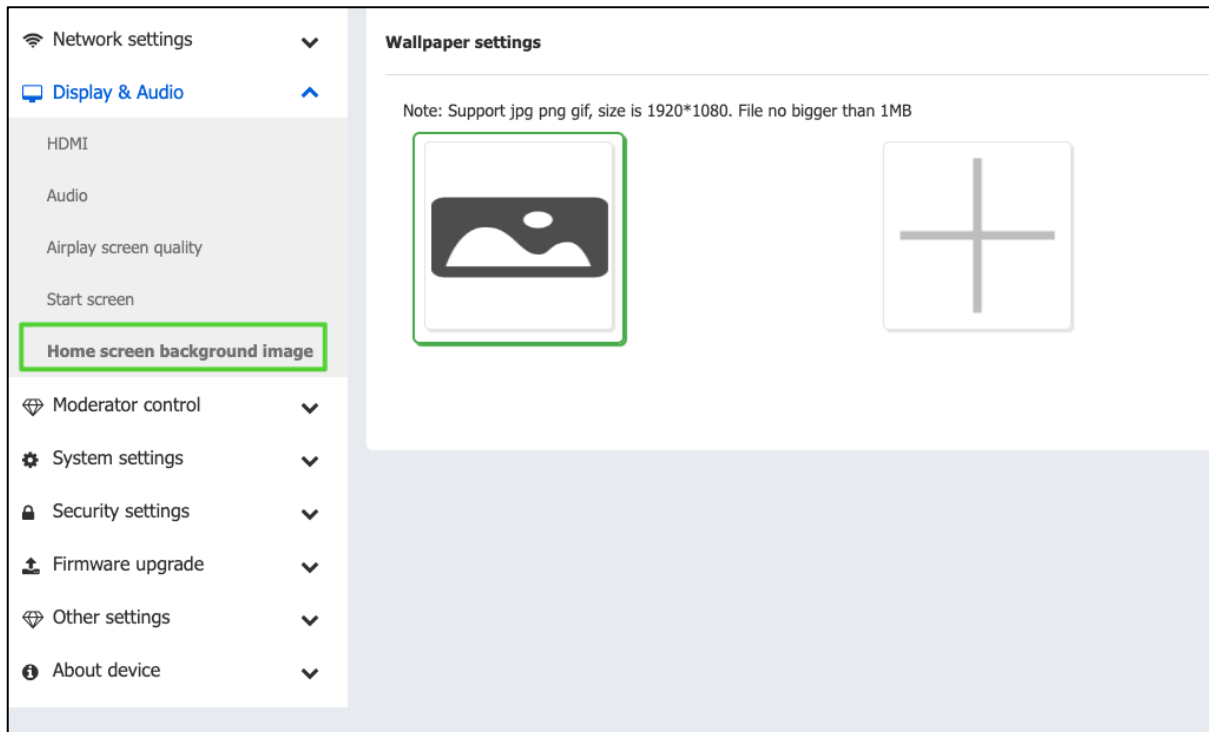 Network settings
Display & Audio
HDMI
Audio
Airplay screen quality
Start screen
Home screen background image
Moderator control
System settings
Security settings
Firmware upgrade
Other settings
About device
Wallpaper settings
Note: Support jpg png gif, size is 1920*1080. File no bigger than 1MB